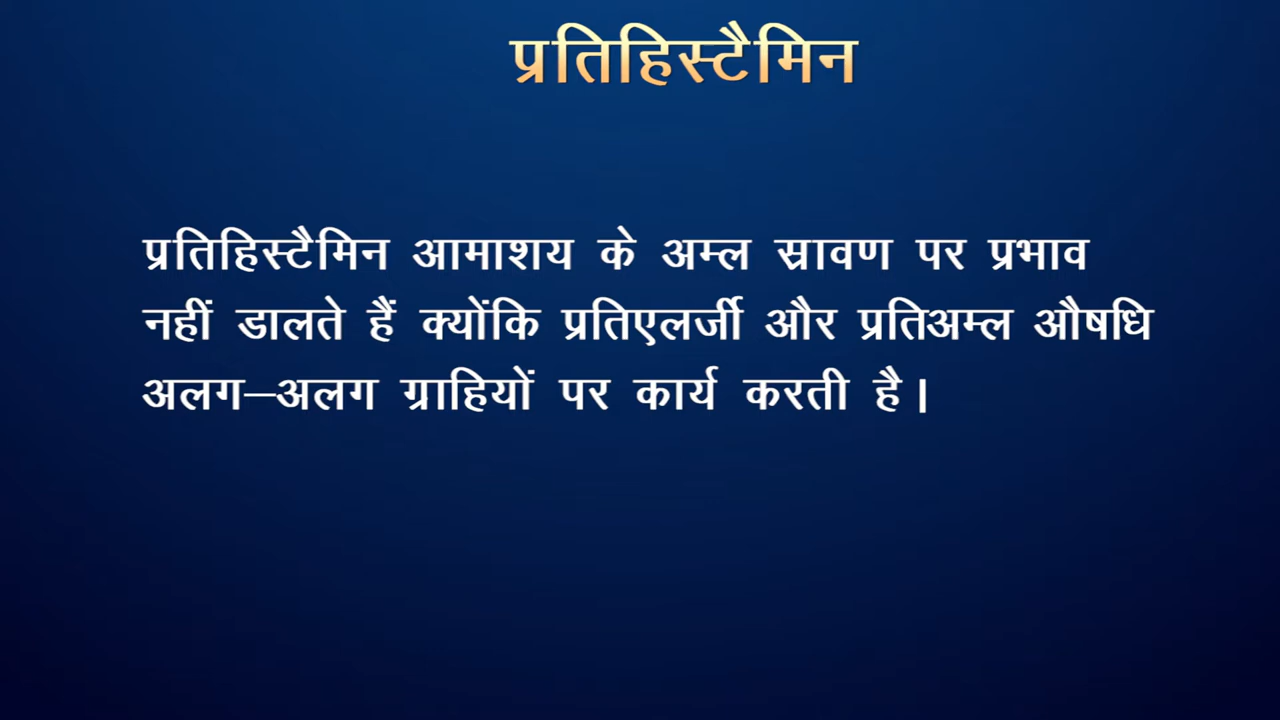 प्रतिहिस्टैमिन
प्रतिहिस्टैमिन आमाशय के अम्ल स्रावण पर प्रभाव
नहीं डालते हैं क्योंकि प्रतिएलर्जी और प्रतिअम्ल औषधि
अलग–अलग ग्राहियों पर कार्य करती है।